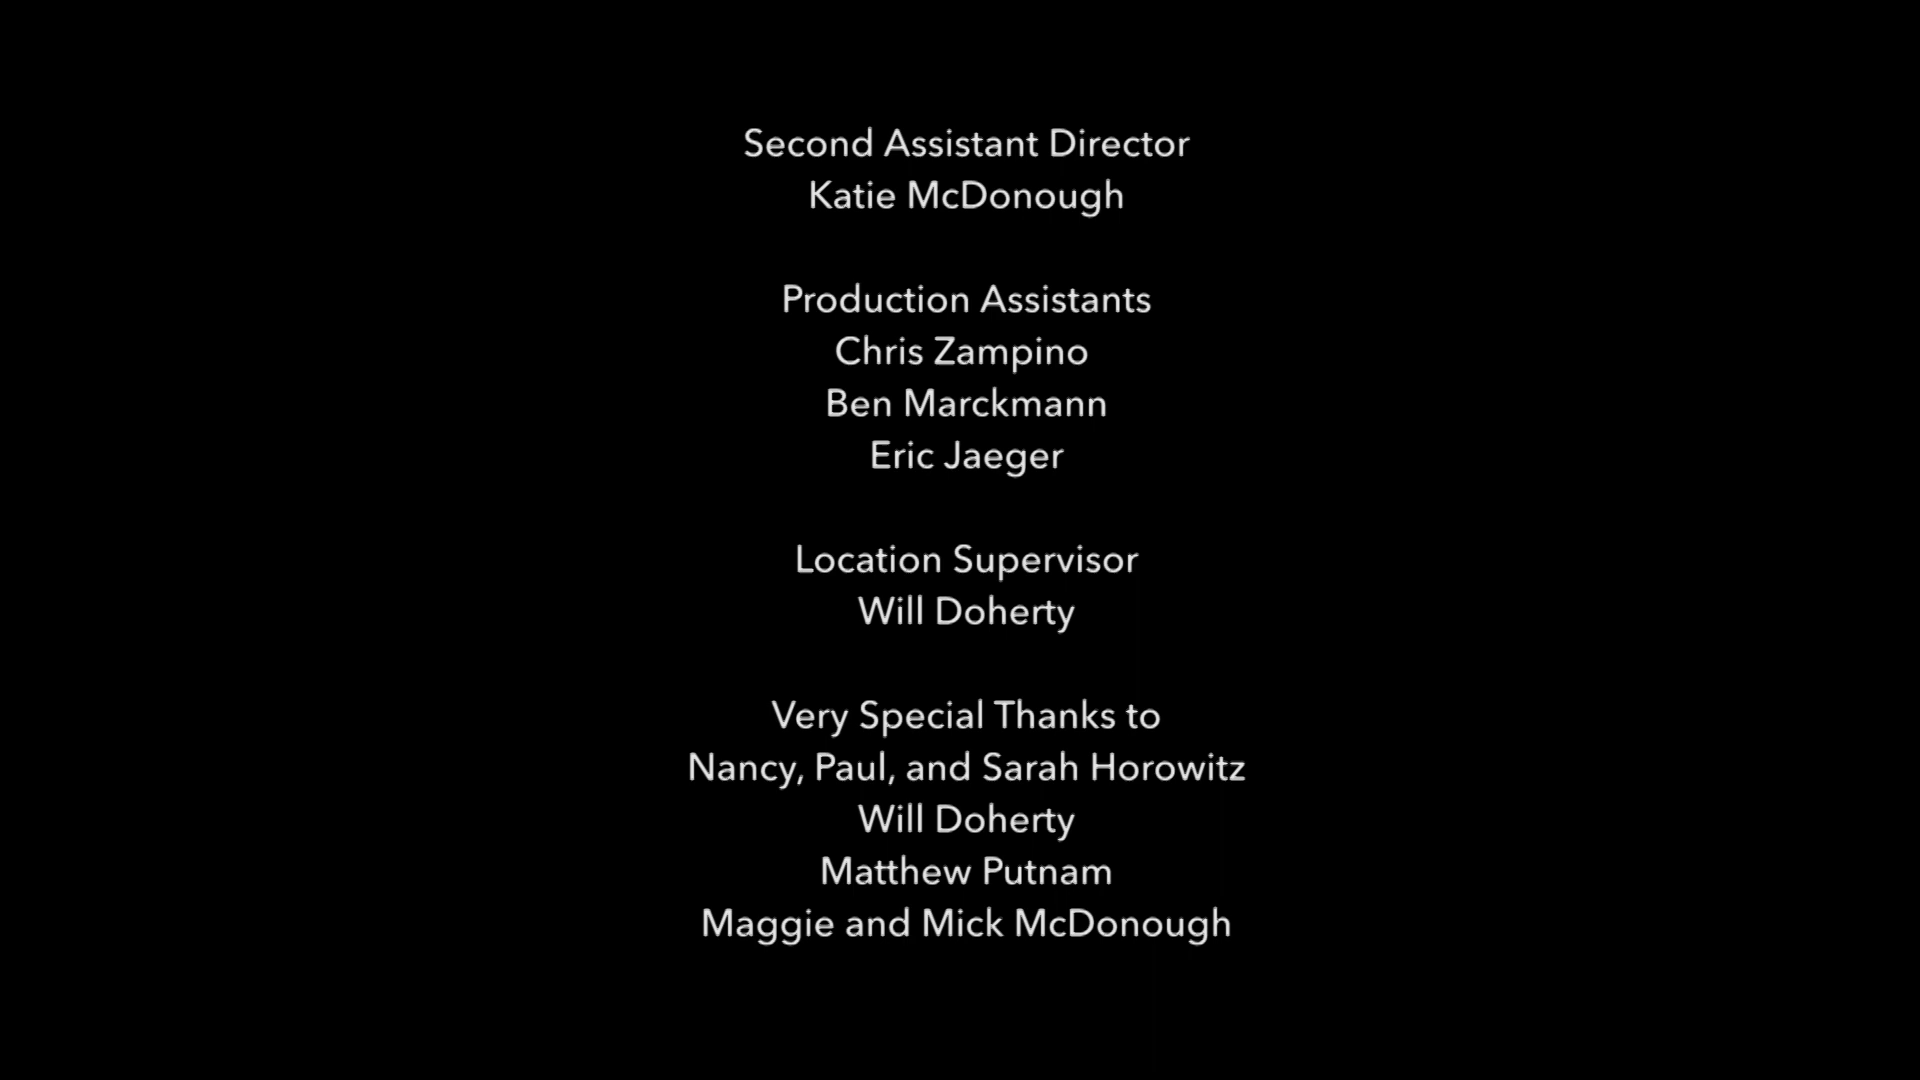 Second Assistant Director
Katie McDonough
Production Assistants
Chris Zampino
Ben Marckmann
Eric Jaeger
Location Supervisor
Will Doherty
Very Special Thanks to
Nancy, Paul, and Sarah Horowitz
Will Doherty
Matthew Putnam
Maggie and Mick McDonough